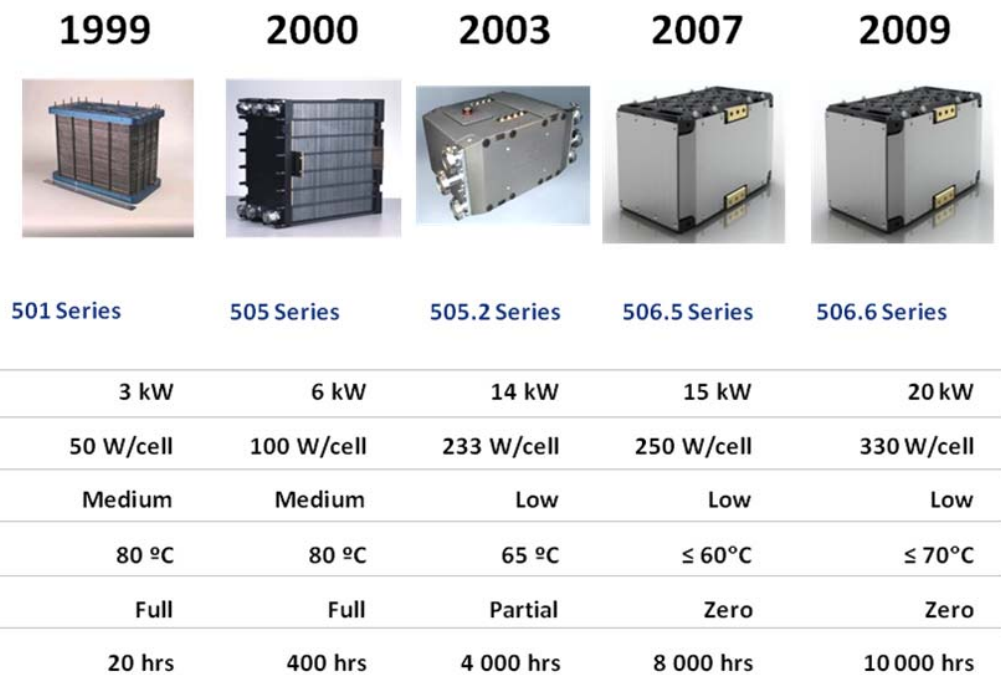 1999 2000 2003 2007 2009
501 Series 505 Series 505.2 Series 506.5 Series 506.6 Series
3 kW 6 kW 14 kW 15 kW 20 kW
50 W/cell 100 W/cell 233 W/cell 250 W/cell 330 W/cell
Medium Medium Low Low Low
80 ºC 80 ºC 65 ºC ≤ 60°C ≤ 70°C
Full Full Partial Zero Zero
20 hrs 400 hrs 4 000 hrs 8 000 hrs 10 000 hrs